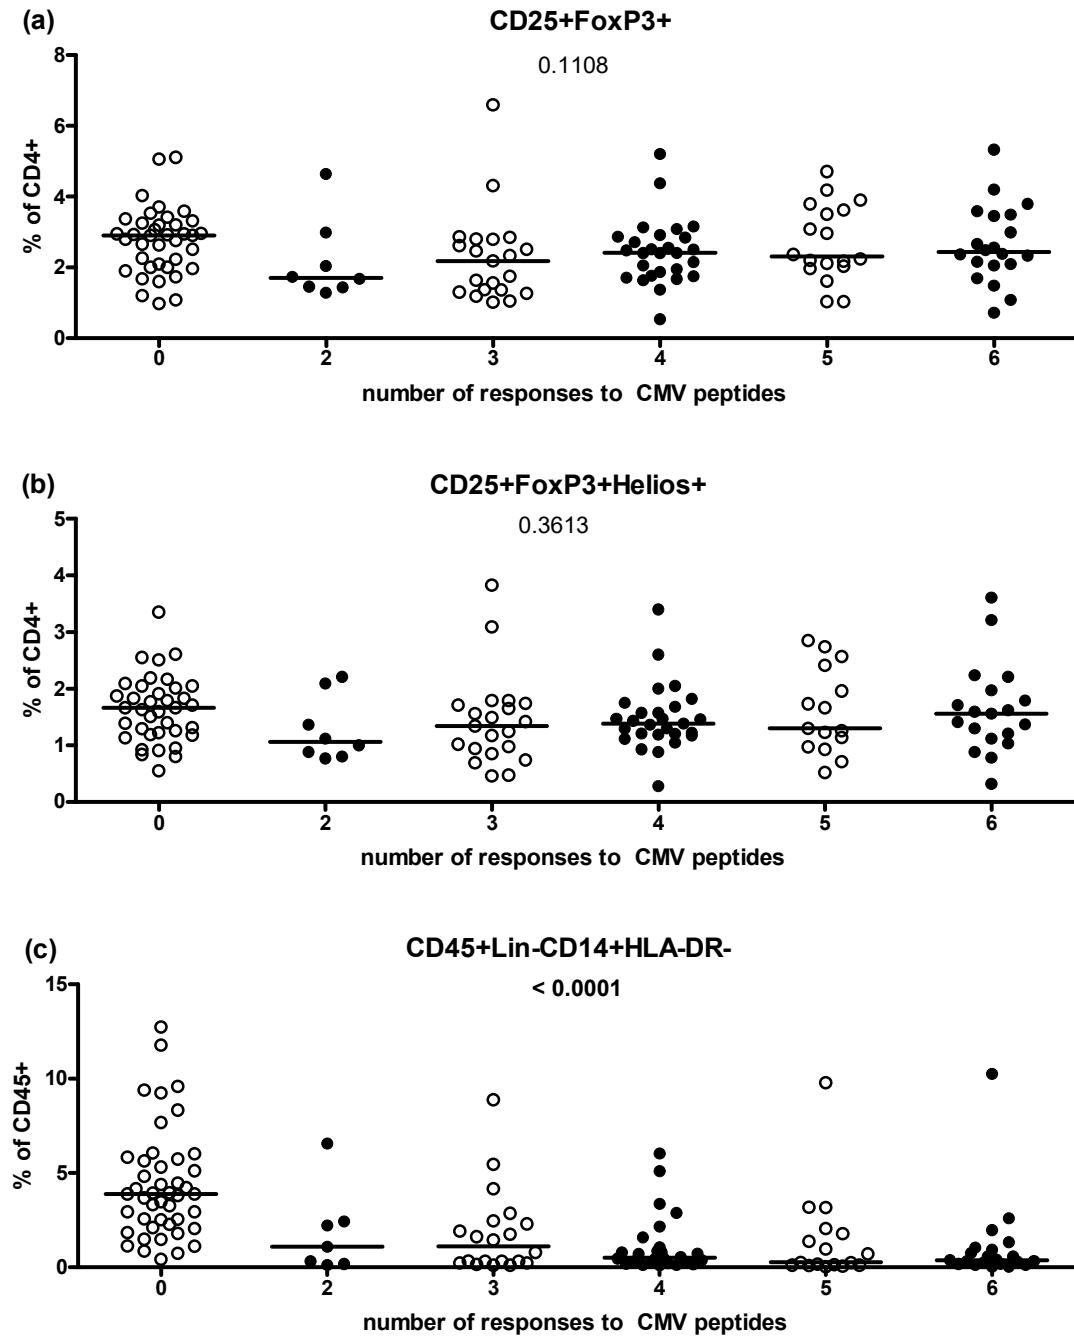 (a)
CD25+FoxP3+
0.1108
8
6
4
2
0
% of CD4+
0 2 3 4 5 6
number of responses to CMV peptides
(b)
CD25+FoxP3+Helios+
0.3613
5
4
3
2
1
0
% of CD4+
0 2 3 4 5 6
number of responses to CMV peptides
(c)
CD45+Lin-CD14+HLA-DR-
< 0.0001
15
10
5
0
% of CD45+
0 2 3 4 5 6
number of responses to CMV peptides